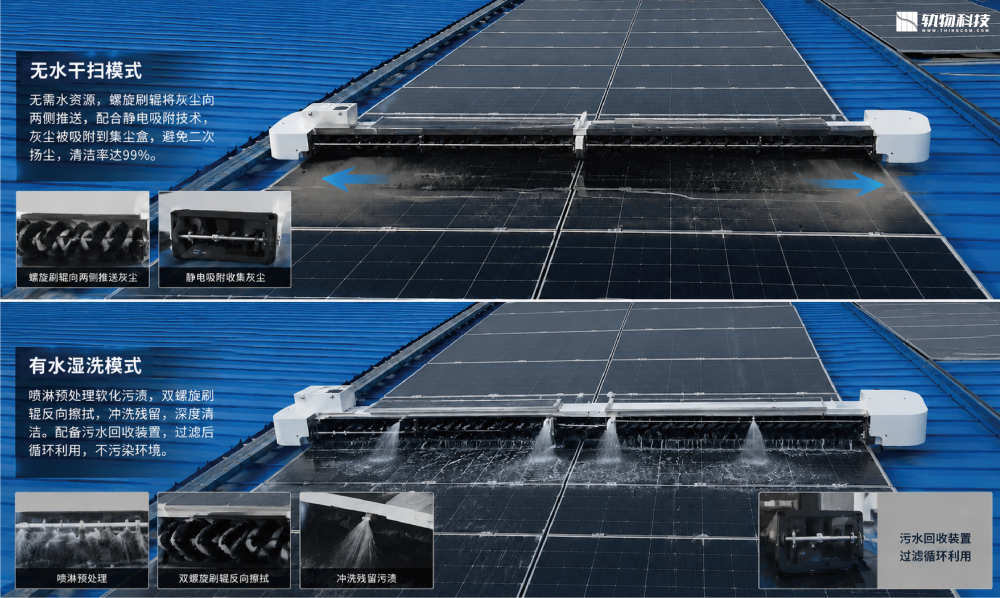 轨物科技
WWW.THINGCOM.COM
无水干扫模式
无需水资源，螺旋刷辊将灰尘向
两侧推送，配合静电吸附技术，
灰尘被吸附到集尘盒，避免二次
扬尘，清洁率达99%。
螺旋刷辊向两侧推送灰尘
静电吸附收集灰尘
有水湿洗模式
喷淋预处理软化污渍，双螺旋刷
辊反向擦拭，冲洗残留，深度清
洁。配备污水回收装置，过滤后
循环利用，不污染环境。
喷淋预处理
双螺旋刷辊反向擦拭
冲洗残留污渍
污水回收装置
过滤循环利用